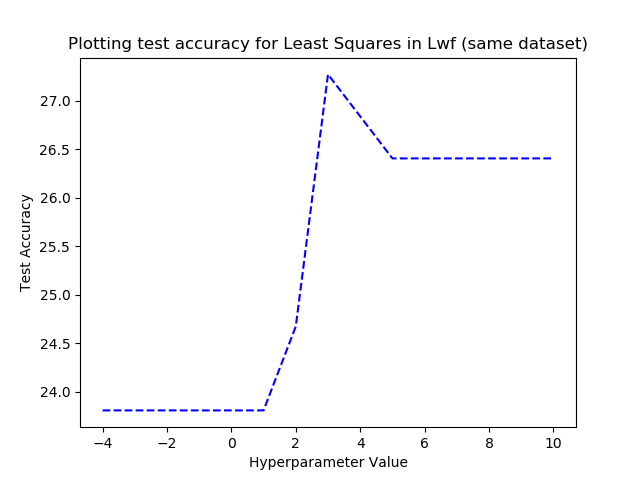 Plotting test accuracy for Least Squares in Lwf (same dataset)
27.0
26.5
26.0
25.5
25.0
24.5
24.0
Test Accuracy
−4 −2 0 2 4 6 8 10
Hyperparameter Value